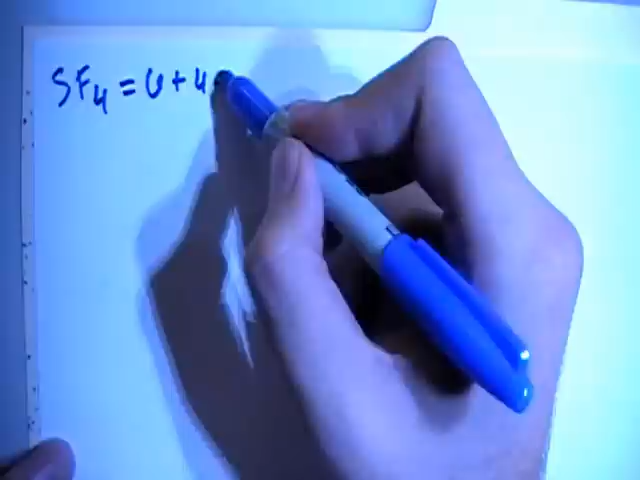 SF₄ = 6 + 4